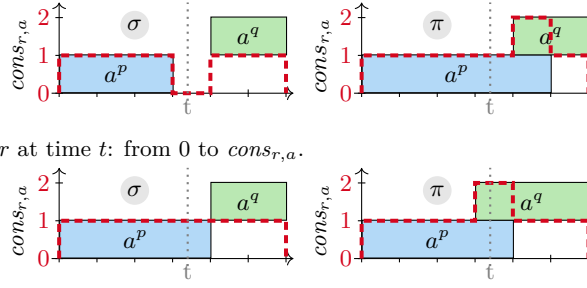 2
1
0
cons_{r,a}
σ
a^p
a^q
t
2
1
0
cons_{r,a}
π
a^p
a^q
t
r at time t: from 0 to cons_{r,a}.
2
1
0
cons_{r,a}
σ
a^p
a^q
t
2
1
0
cons_{r,a}
π
a^p
a^q
t